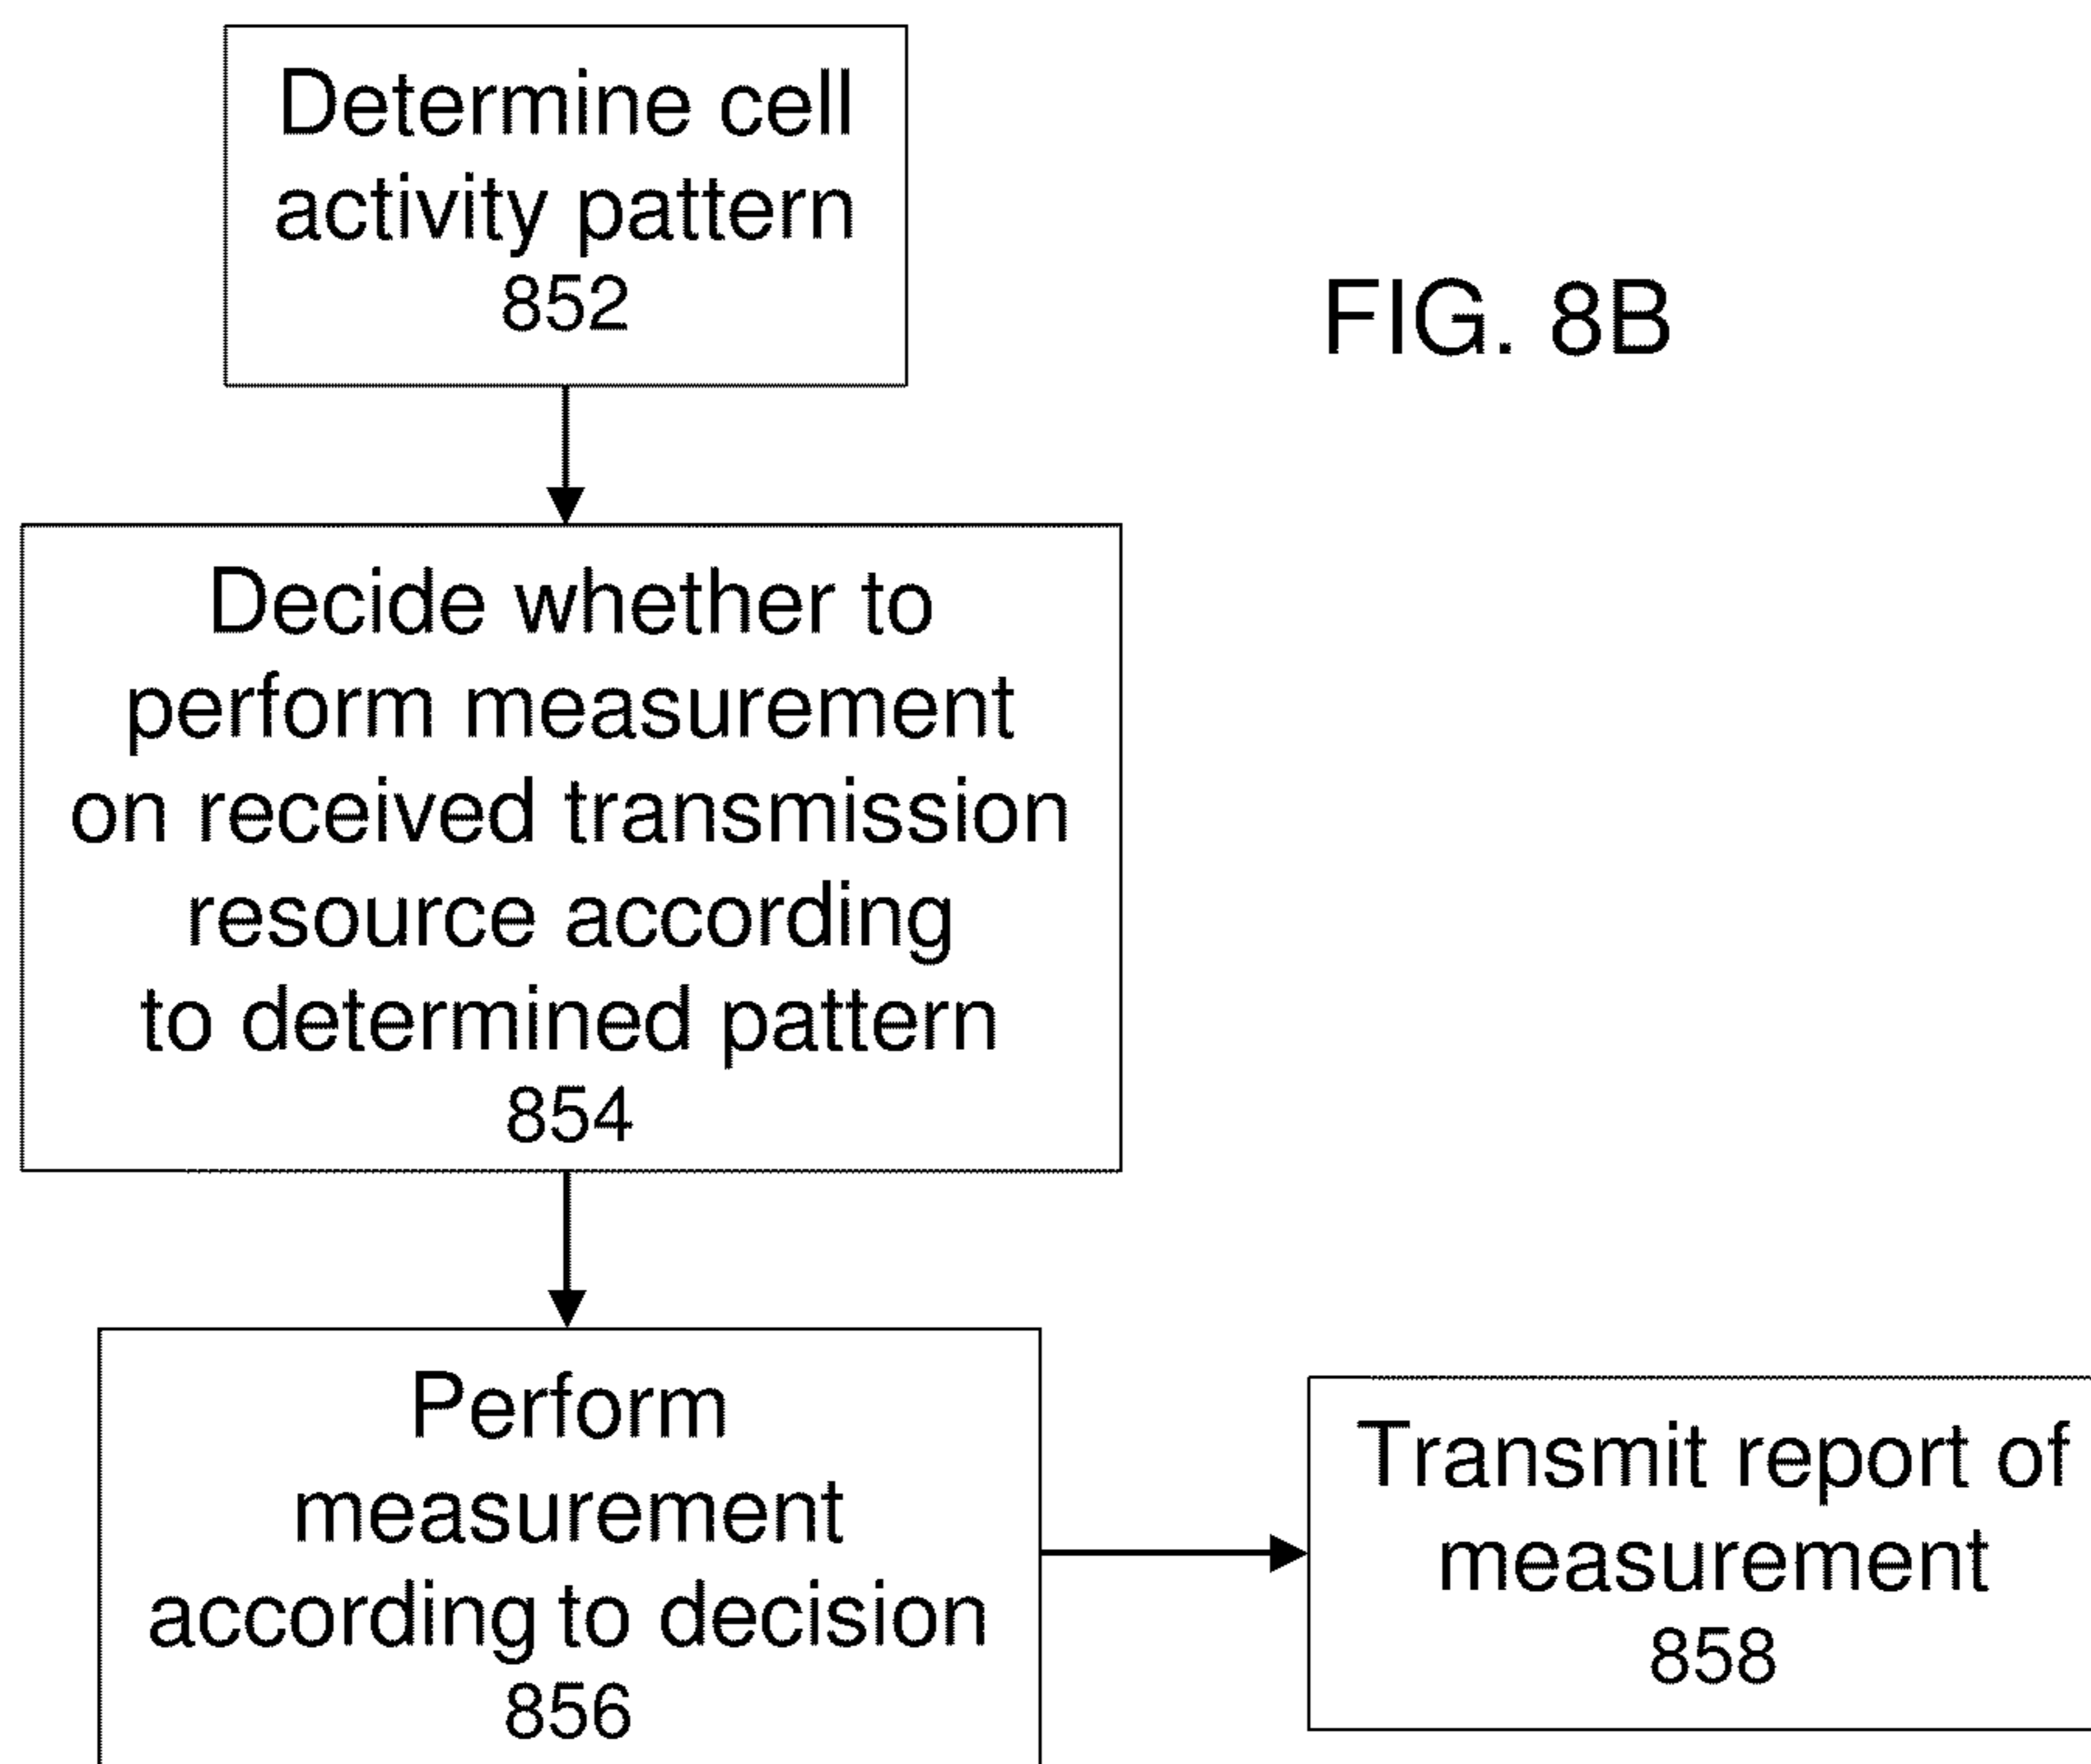 Determine cell
activity pattern
852
FIG. 8B
Decide whether to
perform measurement
on received transmission
resource according
to determined pattern
854
Perform
measurement
according to decision
856
Transmit report of
measurement
858